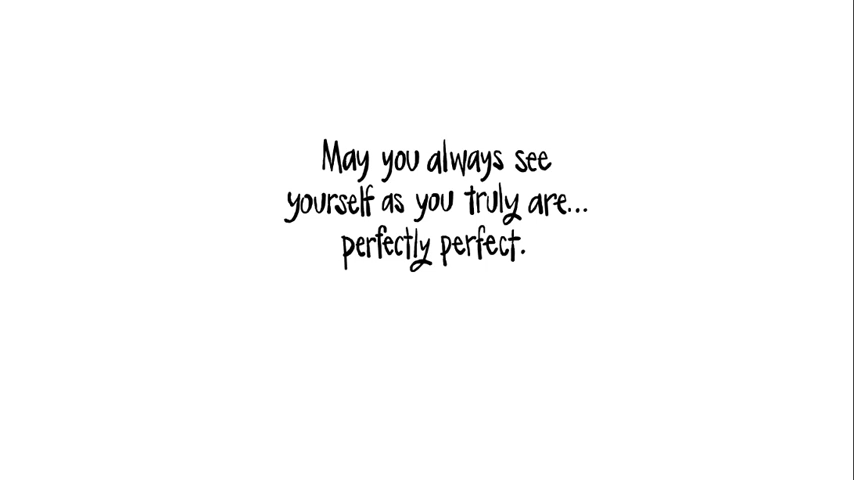 May you always see
yourself as you truly are...
perfectly perfect.